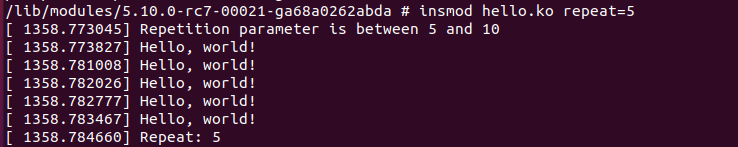 /lib/modules/5.10.0-rc7-00021-ga68a0262abda # insmod hello.ko repeat=5
[ 1358.773045] Repetition parameter is between 5 and 10
[ 1358.773827] Hello, world!
[ 1358.781008] Hello, world!
[ 1358.782026] Hello, world!
[ 1358.782777] Hello, world!
[ 1358.783467] Hello, world!
[ 1358.784660] Repeat: 5